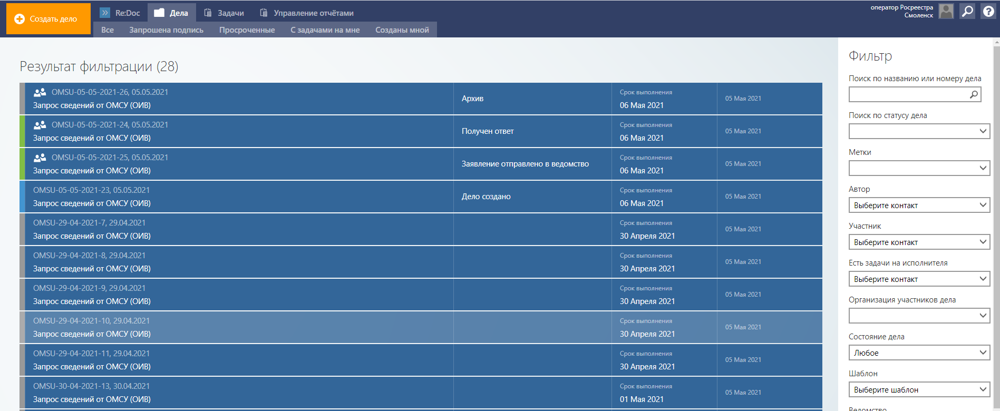 Создать дело
Re:Doc
Дела
Задачи
Управление отчётами
оператор Росреестра
Смоленск
Все
Запрошена подпись
Просроченные
С задачами на мне
Созданы мной
Результат фильтрации (28)
OMSU-05-05-2021-26, 05.05.2021
Запрос сведений от ОМСУ (ОИВ)
Архив
Срок выполнения
06 Мая 2021
05 Мая 2021
OMSU-05-05-2021-24, 05.05.2021
Запрос сведений от ОМСУ (ОИВ)
Получен ответ
Срок выполнения
06 Мая 2021
05 Мая 2021
OMSU-05-05-2021-25, 05.05.2021
Запрос сведений от ОМСУ (ОИВ)
Заявление отправлено в ведомство
Срок выполнения
06 Мая 2021
05 Мая 2021
OMSU-05-05-2021-23, 05.05.2021
Запрос сведений от ОМСУ (ОИВ)
Дело создано
Срок выполнения
06 Мая 2021
05 Мая 2021
OMSU-29-04-2021-7, 29.04.2021
Запрос сведений от ОМСУ (ОИВ)
Срок выполнения
30 Апреля 2021
05 Мая 2021
OMSU-29-04-2021-8, 29.04.2021
Запрос сведений от ОМСУ (ОИВ)
Срок выполнения
30 Апреля 2021
05 Мая 2021
OMSU-29-04-2021-9, 29.04.2021
Запрос сведений от ОМСУ (ОИВ)
Срок выполнения
30 Апреля 2021
05 Мая 2021
OMSU-29-04-2021-10, 29.04.2021
Запрос сведений от ОМСУ (ОИВ)
Срок выполнения
30 Апреля 2021
05 Мая 2021
OMSU-29-04-2021-11, 29.04.2021
Запрос сведений от ОМСУ (ОИВ)
Срок выполнения
30 Апреля 2021
05 Мая 2021
OMSU-30-04-2021-13, 30.04.2021
Запрос сведений от ОМСУ (ОИВ)
Срок выполнения
01 Мая 2021
05 Мая 2021
Фильтр
Поиск по названию или номеру дела
Поиск по статусу дела
Метки
Автор
Выберите контакт
Участник
Выберите контакт
Есть задачи на исполнителя
Выберите контакт
Организация участников дела
Состояние дела
Любое
Шаблон
Выберите шаблон
Ведомство